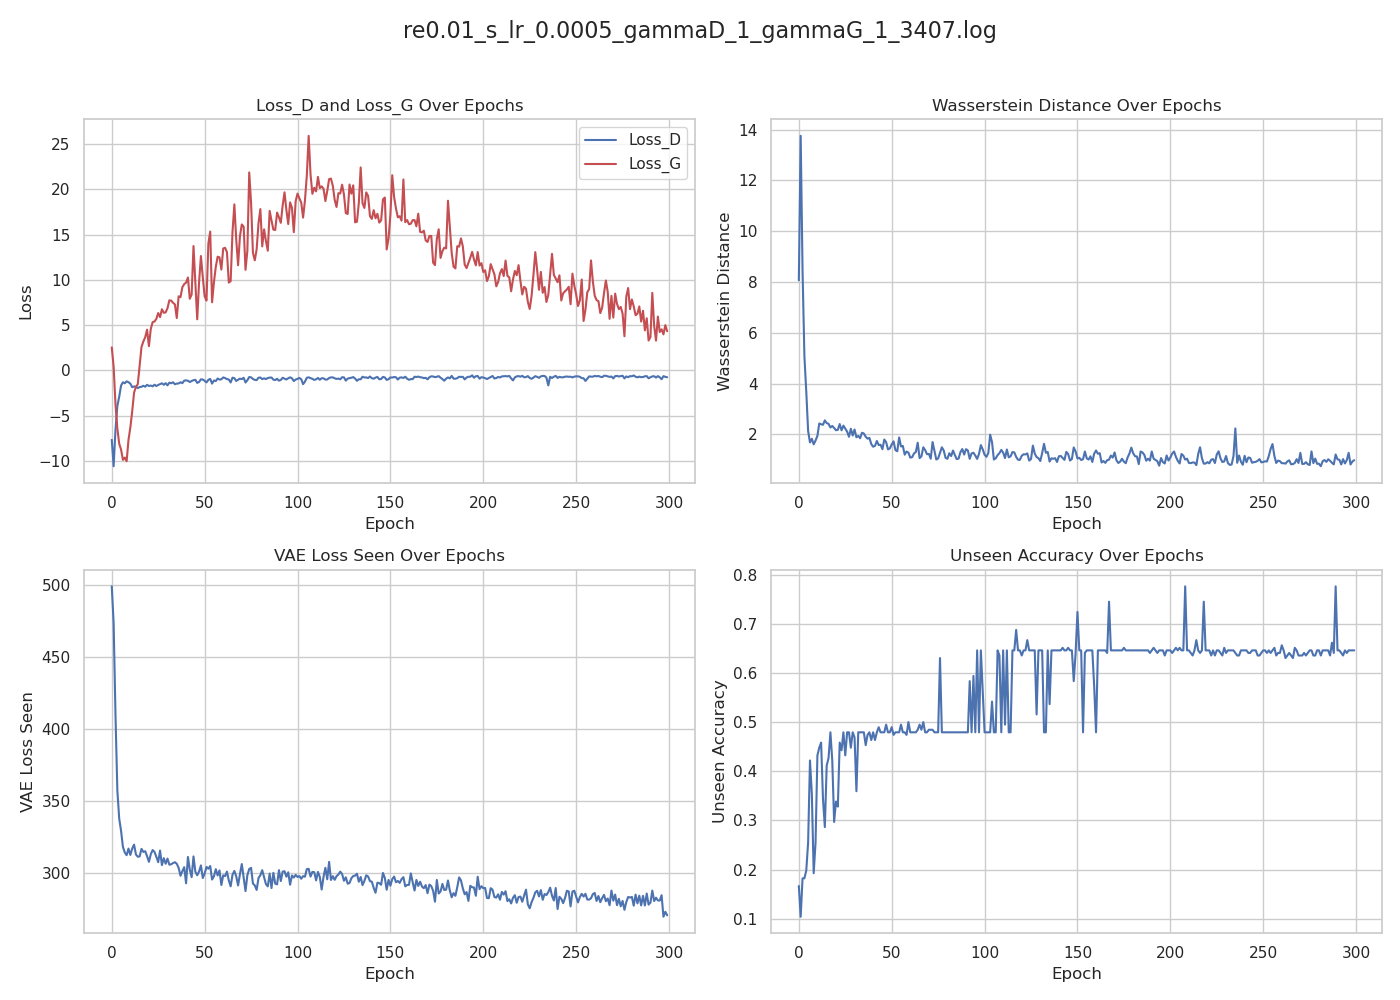 re0.01_s_lr_0.0005_gammaD_1_gammaG_1_3407.log
Loss_D and Loss_G Over Epochs
25
20
15
10
5
0
−5
−10
Loss
Loss_D
Loss_G
0 50 100 150 200 250 300
Epoch
Wasserstein Distance Over Epochs
14
12
10
8
6
4
2
Wasserstein Distance
0 50 100 150 200 250 300
Epoch
VAE Loss Seen Over Epochs
500
450
400
350
300
VAE Loss Seen
0 50 100 150 200 250 300
Epoch
Unseen Accuracy Over Epochs
0.8
0.7
0.6
0.5
0.4
0.3
0.2
0.1
Unseen Accuracy
0 50 100 150 200 250 300
Epoch